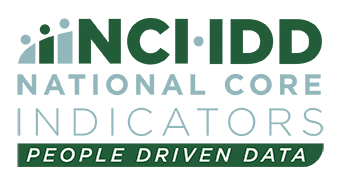 NCI·IDD
NATIONAL CORE
INDICATORS
PEOPLE DRIVEN DATA